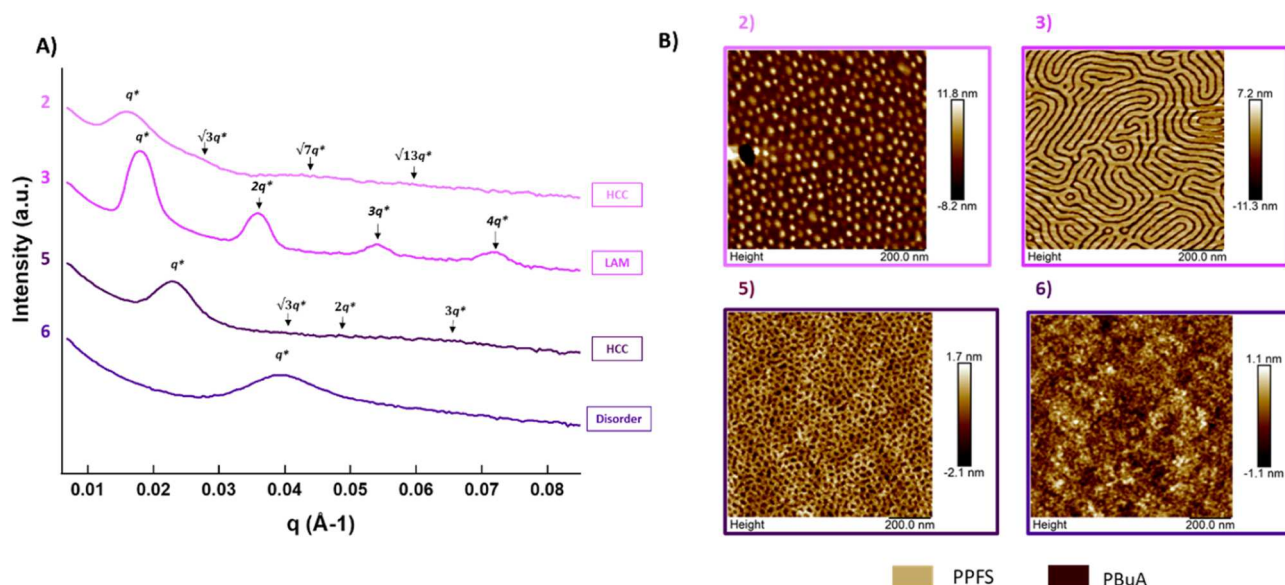 A)
2
q*
√3q*
√7q*
√13q*
HCC
3
q*
2q*
3q*
4q*
LAM
5
q*
√3q*
2q*
3q*
HCC
6
q*
Disorder
Intensity (a.u.)
0.01 0.02 0.03 0.04 0.05 0.06 0.07 0.08
q (Å-1)
B)
2)
11.8 nm
-8.2 nm
Height
200.0 nm
3)
7.2 nm
-11.3 nm
Height
200.0 nm
5)
1.7 nm
-2.1 nm
Height
200.0 nm
6)
1.1 nm
-1.1 nm
Height
200.0 nm
PPFS
PBuA